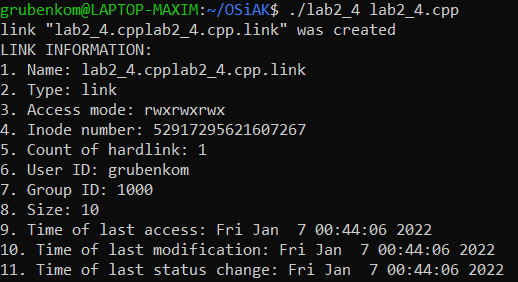 grubenkom@LAPTOP-MAXIM:~/OSiAK$ ./lab2_4 lab2_4.cpp
link "lab2_4.cpplab2_4.cpp.link" was created
LINK INFORMATION:
1. Name: lab2_4.cpplab2_4.cpp.link
2. Type: link
3. Access mode: rwxrwxrwx
4. Inode number: 52917295621607267
5. Count of hardlink: 1
6. User ID: grubenkom
7. Group ID: 1000
8. Size: 10
9. Time of last access: Fri Jan  7 00:44:06 2022
10. Time of last modification: Fri Jan  7 00:44:06 2022
11. Time of last status change: Fri Jan  7 00:44:06 2022